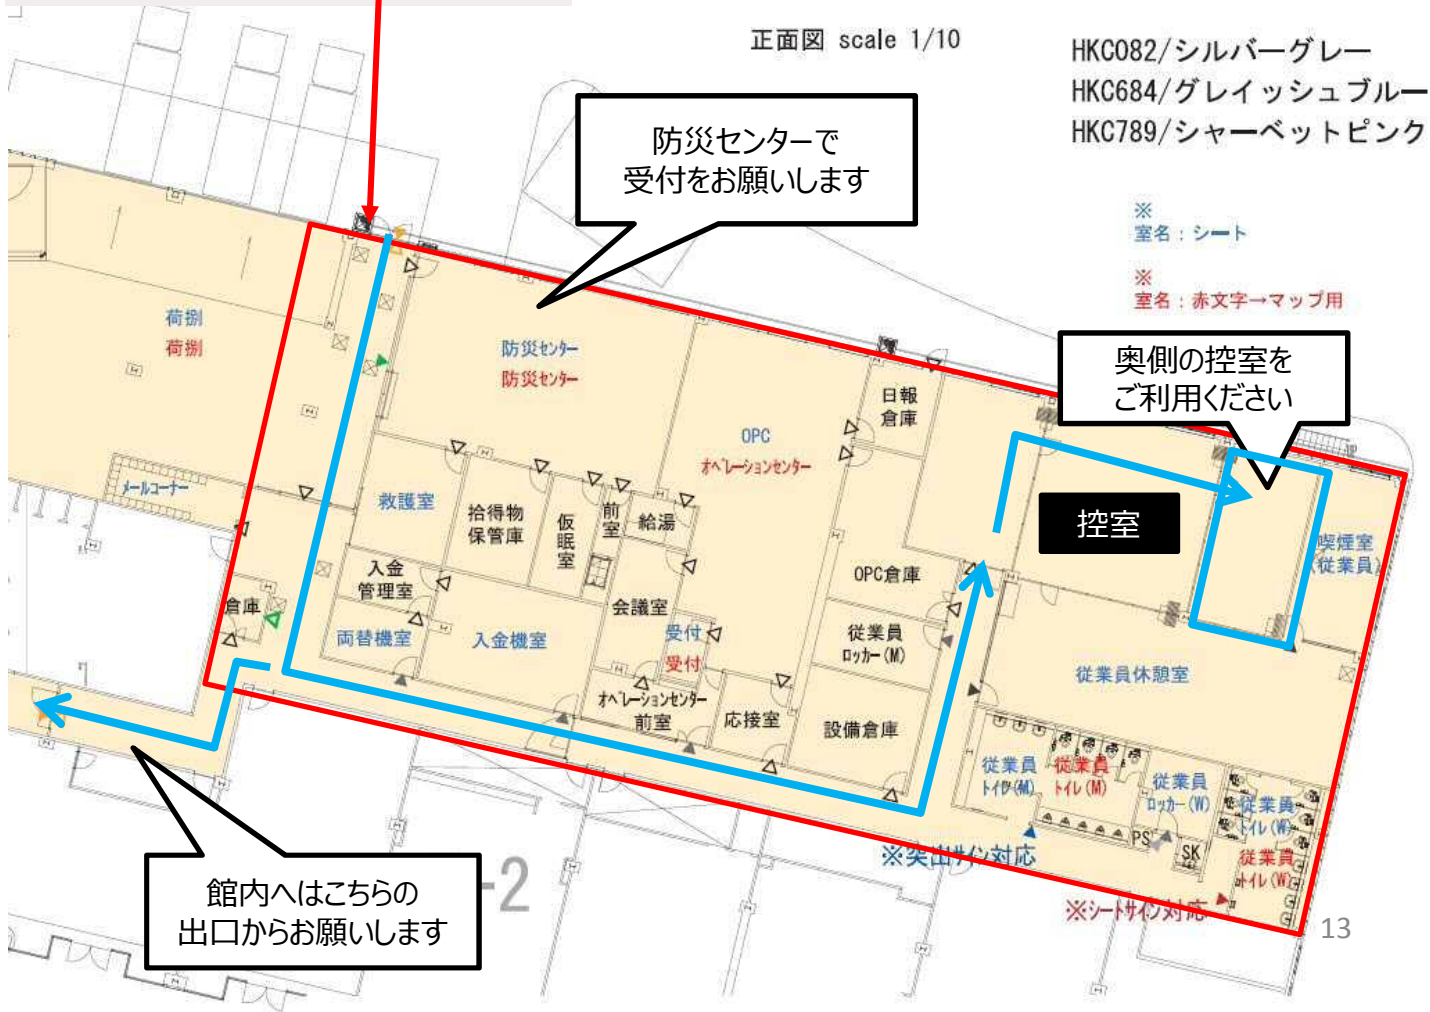 正面図 scale 1/10
HKC082/シルバーグレー
HKC684/グレイッシュブルー
HKC789/シャーベットピンク
防災センターで
受付をお願いします
※
室名：シート
※
室名：赤文字→マップ用
奥側の控室を
ご利用ください
荷捌
荷捌
防災センター
防災センター
日報
倉庫
OPC
オペレーションセンター
メールコーナー
救護室
拾得物
保管庫
仮
眠
室
前
室
給湯
控室
喫煙室
(従業員)
入金
管理室
OPC倉庫
倉庫
会議室
両替機室
入金機室
受付
受付
従業員
ロッカー(M)
従業員休憩室
オペレーションセンター
前室
応接室
設備倉庫
従業員
トイレ(M)
従業員
トイレ(M)
従業員
ロッカー(W)
従業員
トイレ(W)
PS
SK
従業員
トイレ(W)
※突出サイン対応
※シートサイン対応
館内へはこちらの
出口からお願いします
-2
13